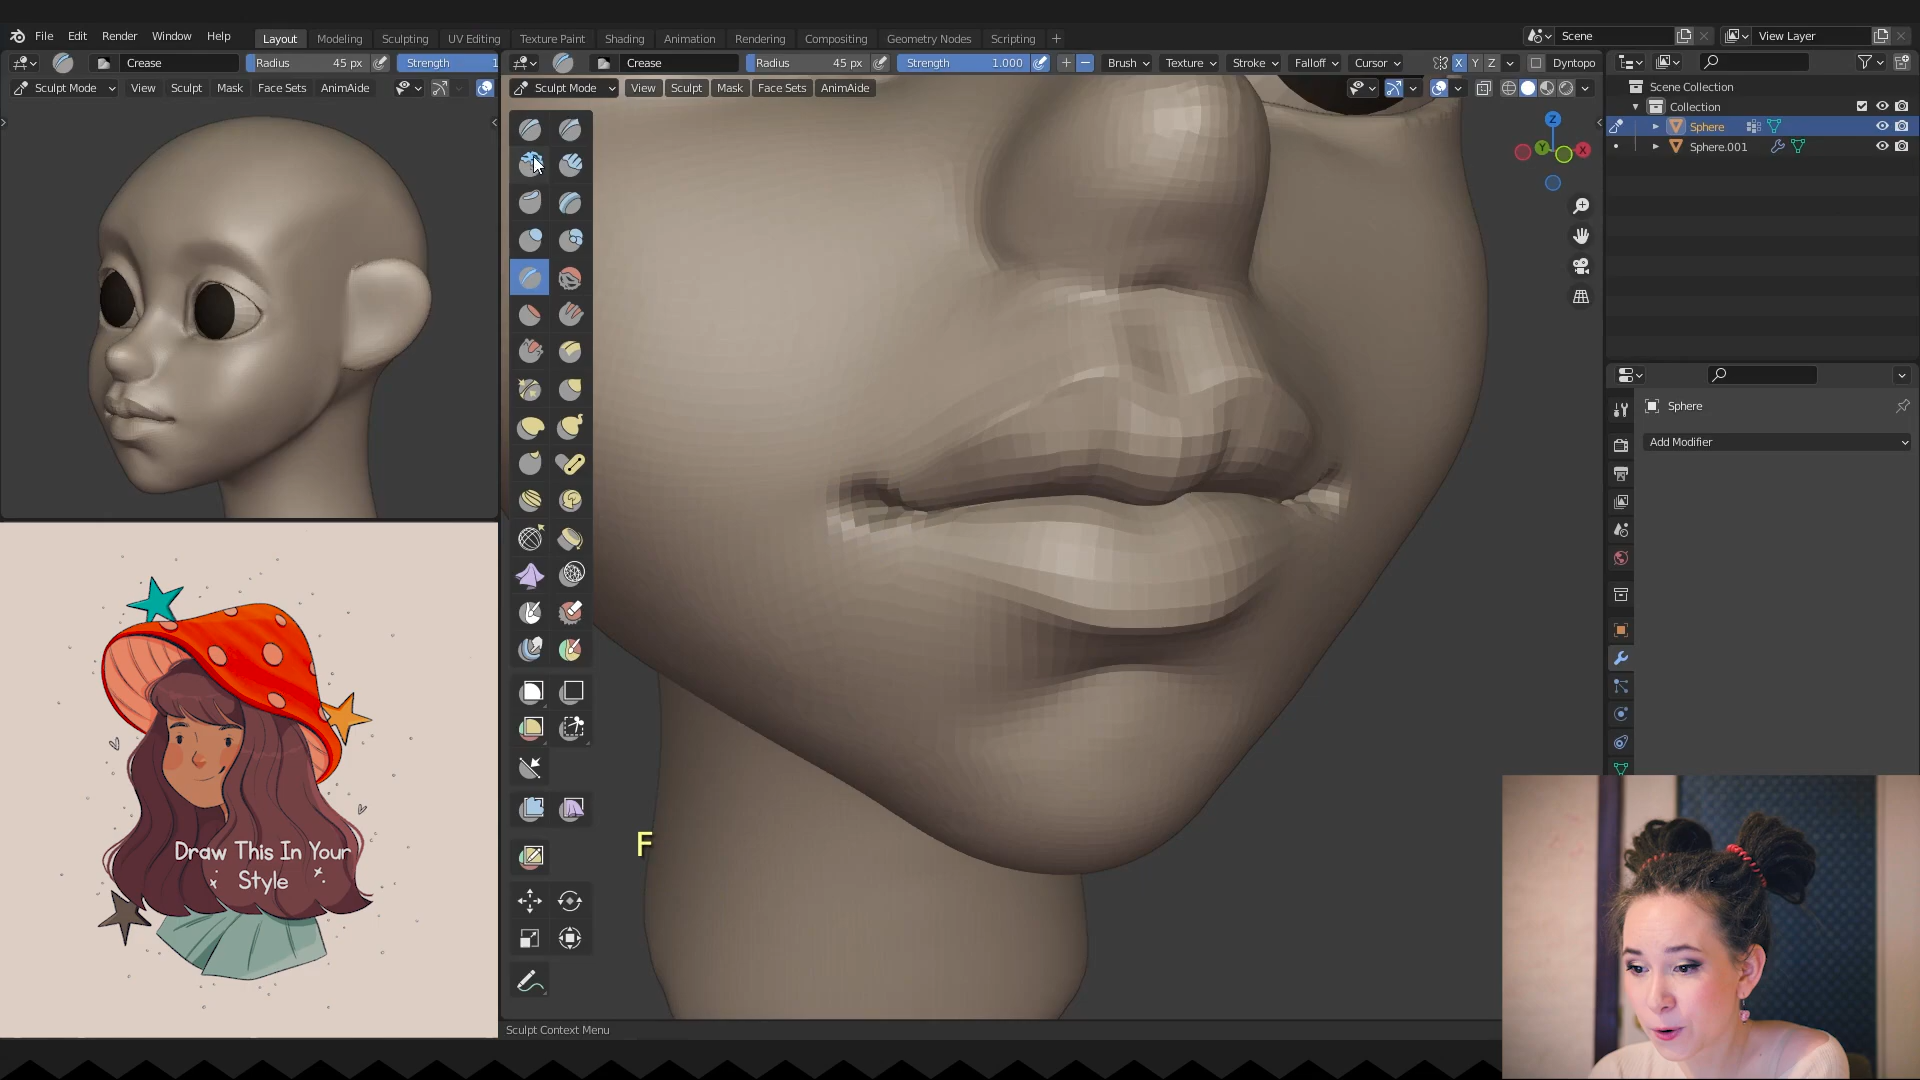 File Edit Render Window Help
Layout Modeling Sculpting UV Editing Texture Paint Shading Animation Rendering Compositing Geometry Nodes Scripting +
Scene
View Layer
Crease Radius 45 px Strength 1
Crease Radius 45 px Strength 1.000 Brush Texture Stroke Falloff Cursor X Y Z Dyntopo
Sculpt Mode View Sculpt Mask Face Sets AnimAide
Sculpt Mode View Sculpt Mask Face Sets AnimAide
Scene Collection
Collection
Sphere
Sphere.001
Z
Y
X
Sphere
Add Modifier
F
Draw This In Your
Style
Sculpt Context Menu